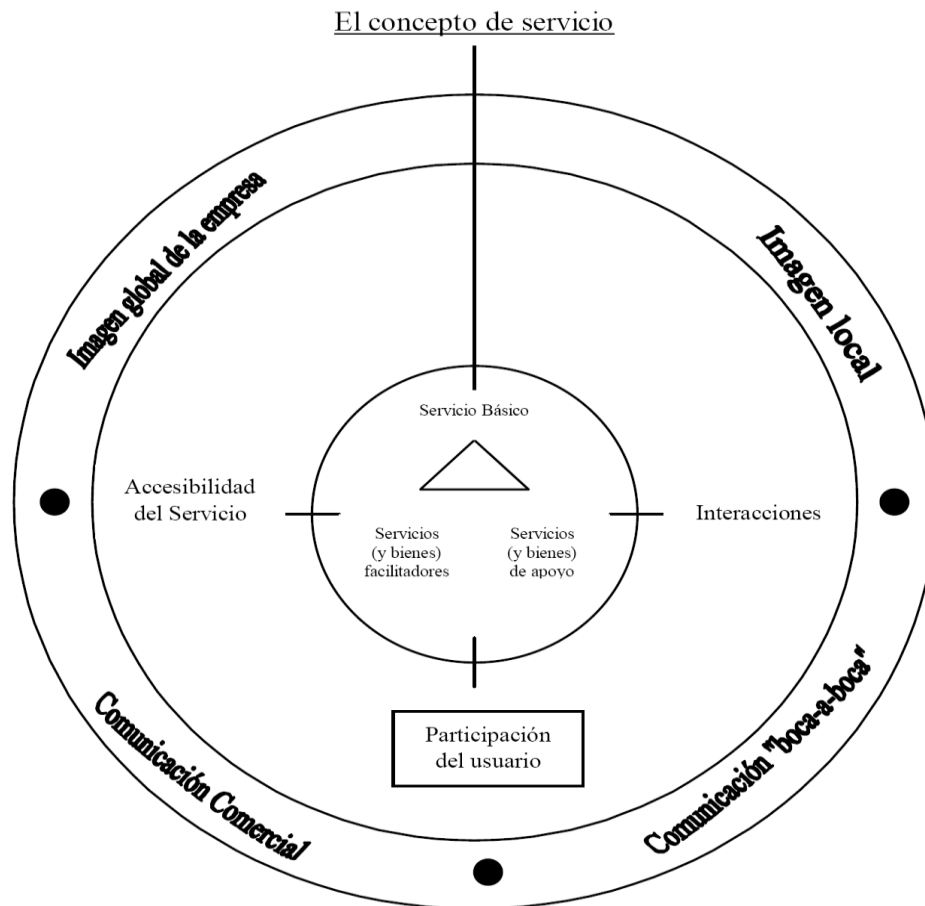 El concepto de servicio
Imagen global de la empresa
Imagen local
Servicio Básico
Accesibilidad
del Servicio
Interacciones
Servicios
(y bienes)
facilitadores
Servicios
(y bienes)
de apoyo
Participación
del usuario
Comunicación Comercial
Comunicación "boca-a-boca"